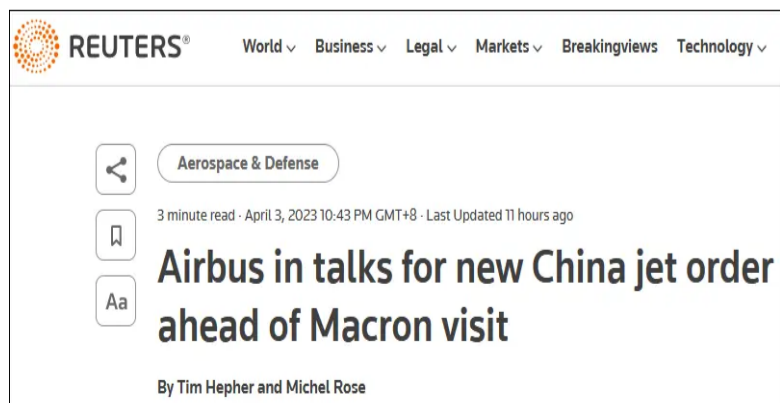 REUTERS®
World Business Legal Markets Breakingviews Technology
Aerospace & Defense
3 minute read · April 3, 2023 10:43 PM GMT+8 · Last Updated 11 hours ago
Airbus in talks for new China jet order
ahead of Macron visit
Aa
By Tim Hepher and Michel Rose